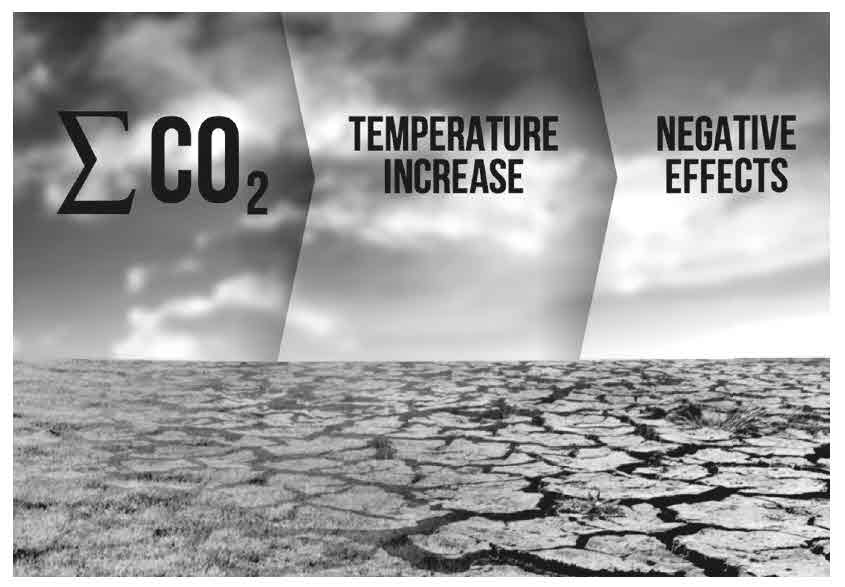 ∑ CO₂
TEMPERATURE
INCREASE
NEGATIVE
EFFECTS